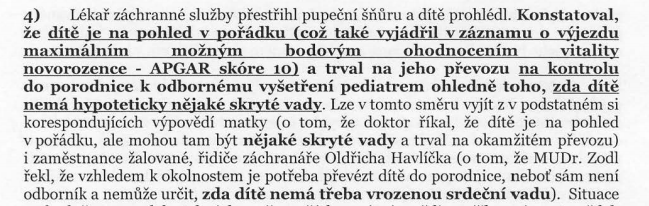 4) Lékař záchranné služby přestřihl pupeční šňůru a dítě prohlédl. Konstatoval,
že dítě je na pohled v pořádku (což také vyjádřil v záznamu o výjezdu
maximálním možným bodovým ohodnocením vitality
novorozence - APGAR skóre 10) a trval na jeho převozu na kontrolu
do porodnice k odbornému vyšetření pediatrem ohledně toho, zda dítě
nemá hypoteticky nějaké skryté vady. Lze v tomto směru vyjít z v podstatném si
korespondujících výpovědí matky (o tom, že doktor říkal, že dítě je na pohled
v pořádku, ale mohou tam být nějaké skryté vady a trval na okamžitém převozu)
i zaměstnance žalované, řidiče záchranáře Oldřicha Havlíčka (o tom, že MUDr. Zodl
řekl, že vzhledem k okolnostem je potřeba převézt dítě do porodnice, neboť sám není
odborník a nemůže určit, zda dítě nemá třeba vrozenou srdeční vadu). Situace